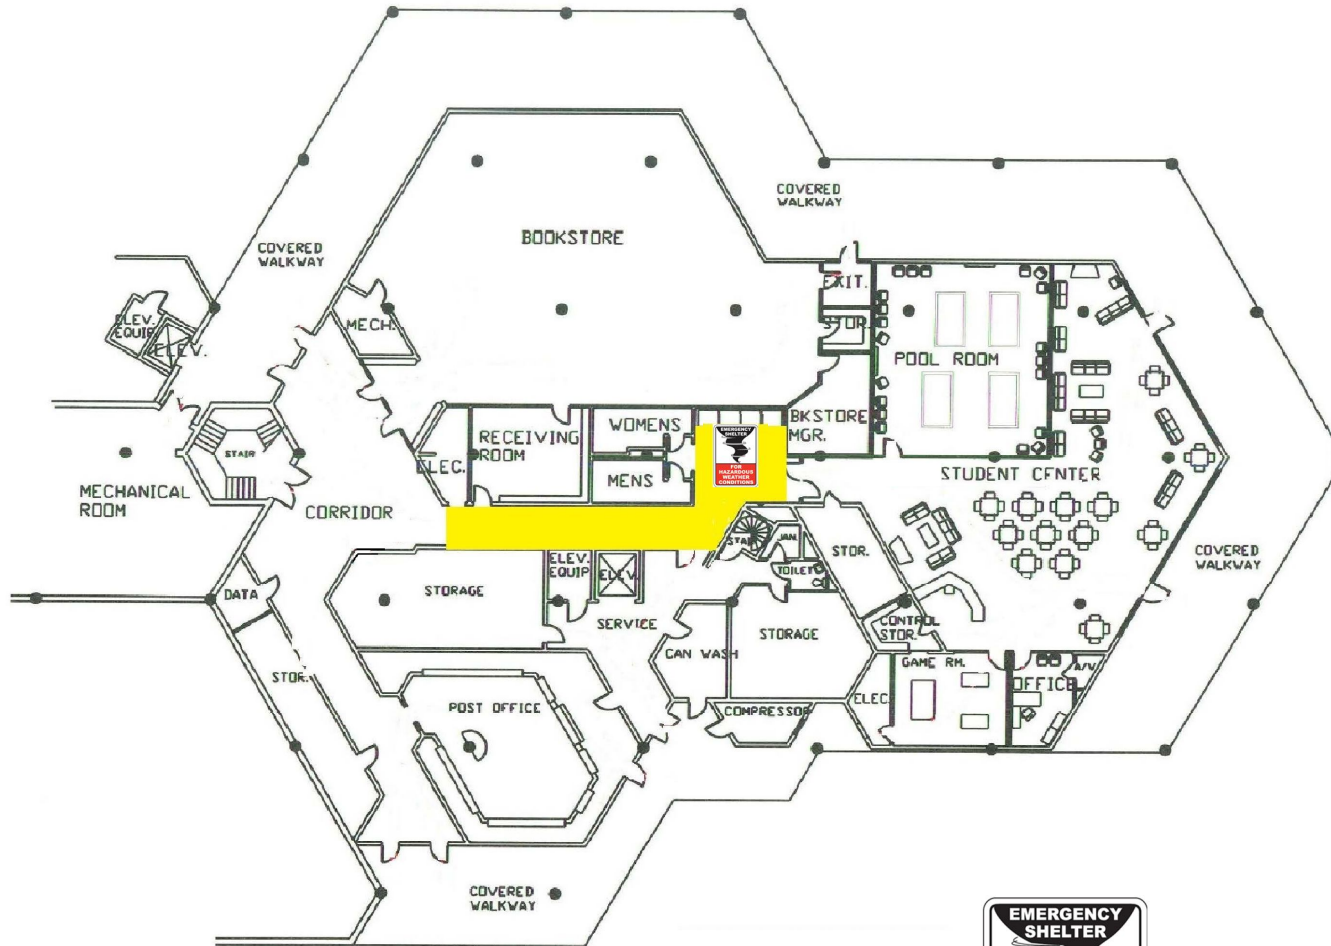 COVERED
WALKWAY
BOOKSTORE
COVERED
WALKWAY
EXIT.
ELEV.
EQUIP
ELEV.
MECH.
STOR.
POOL ROOM
WOMENS
BKSTORE
MGR.
RECEIVING
ROOM
EMERGENCY
SHELTER
FOR
HAZARDOUS
WEATHER
CONDITIONS
STAIR
ELEC.
MENS
STUDENT CENTER
MECHANICAL
ROOM
CORRIDOR
STAIR
JAN.
STOR.
COVERED
WALKWAY
ELEV.
EQUIP
ELEV.
TOILET
DATA
STORAGE
SERVICE
STORAGE
CONTROL
STOR.
CAN WASH
GAME RM.
A/V
OFFICE
STOR.
ELEC.
POST OFFICE
COMPRESSOR
COVERED
WALKWAY
EMERGENCY
SHELTER